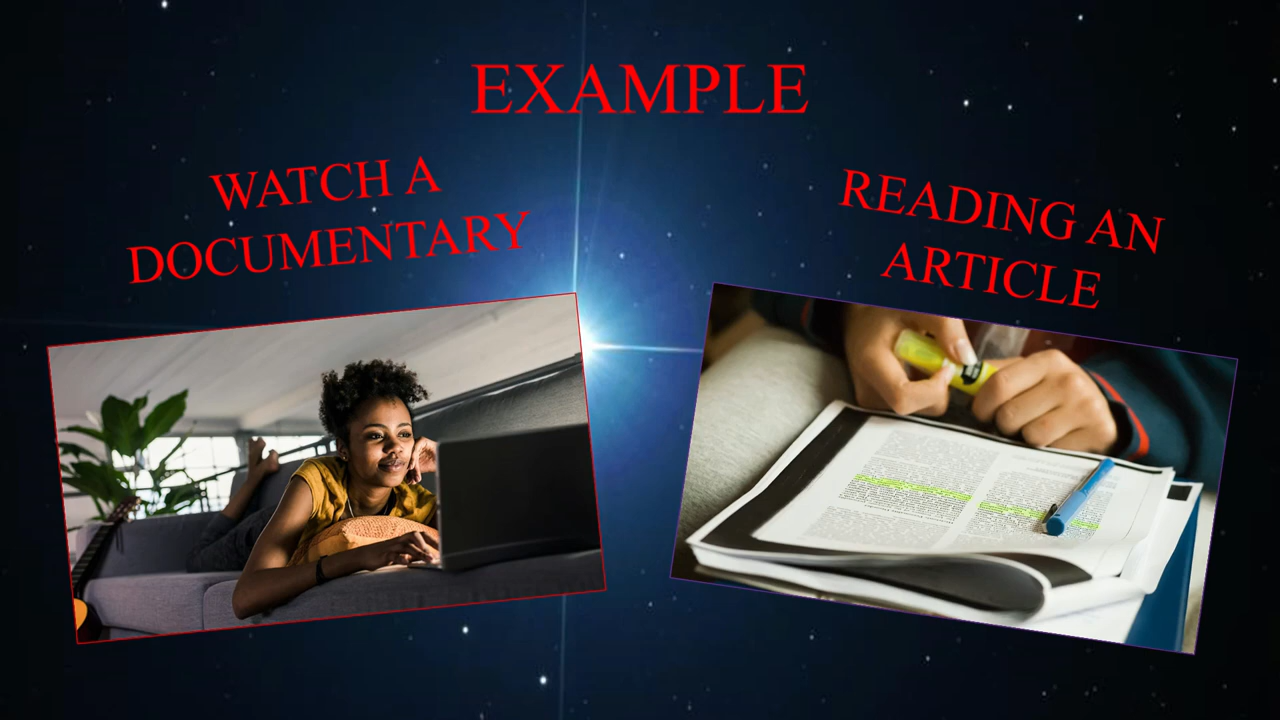 EXAMPLE
WATCH A
DOCUMENTARY
READING AN
ARTICLE